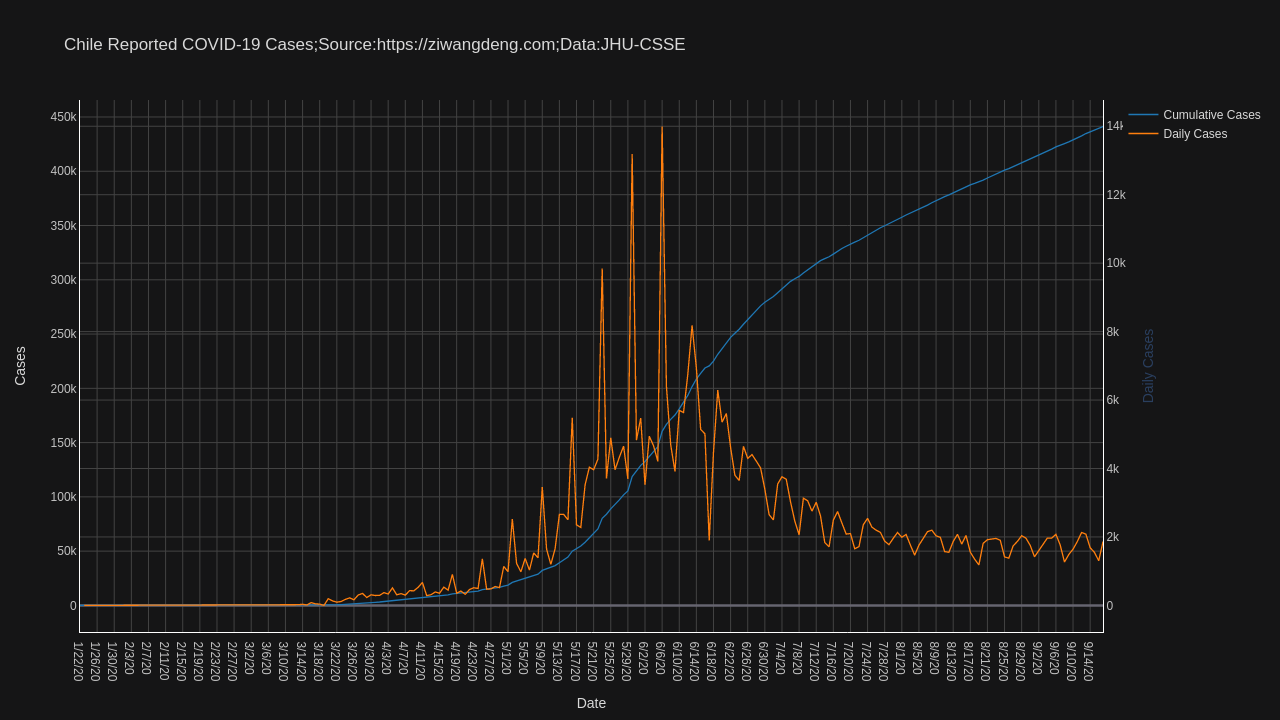 Chile Reported COVID-19 Cases;Source:https://ziwangdeng.com;Data:JHU-CSSE
Cumulative Cases
Daily Cases
450k
400k
350k
300k
250k
200k
150k
100k
50k
0
Cases
14k
12k
10k
8k
6k
4k
2k
0
Daily Cases
1/22/20
1/26/20
1/30/20
2/3/20
2/7/20
2/11/20
2/15/20
2/19/20
2/23/20
2/27/20
3/2/20
3/6/20
3/10/20
3/14/20
3/18/20
3/22/20
3/26/20
3/30/20
4/3/20
4/7/20
4/11/20
4/15/20
4/19/20
4/23/20
4/27/20
5/1/20
5/5/20
5/9/20
5/13/20
5/17/20
5/21/20
5/25/20
5/29/20
6/2/20
6/6/20
6/10/20
6/14/20
6/18/20
6/22/20
6/26/20
6/30/20
7/4/20
7/8/20
7/12/20
7/16/20
7/20/20
7/24/20
7/28/20
8/1/20
8/5/20
8/9/20
8/13/20
8/17/20
8/21/20
8/25/20
8/29/20
9/2/20
9/6/20
9/10/20
9/14/20
Date